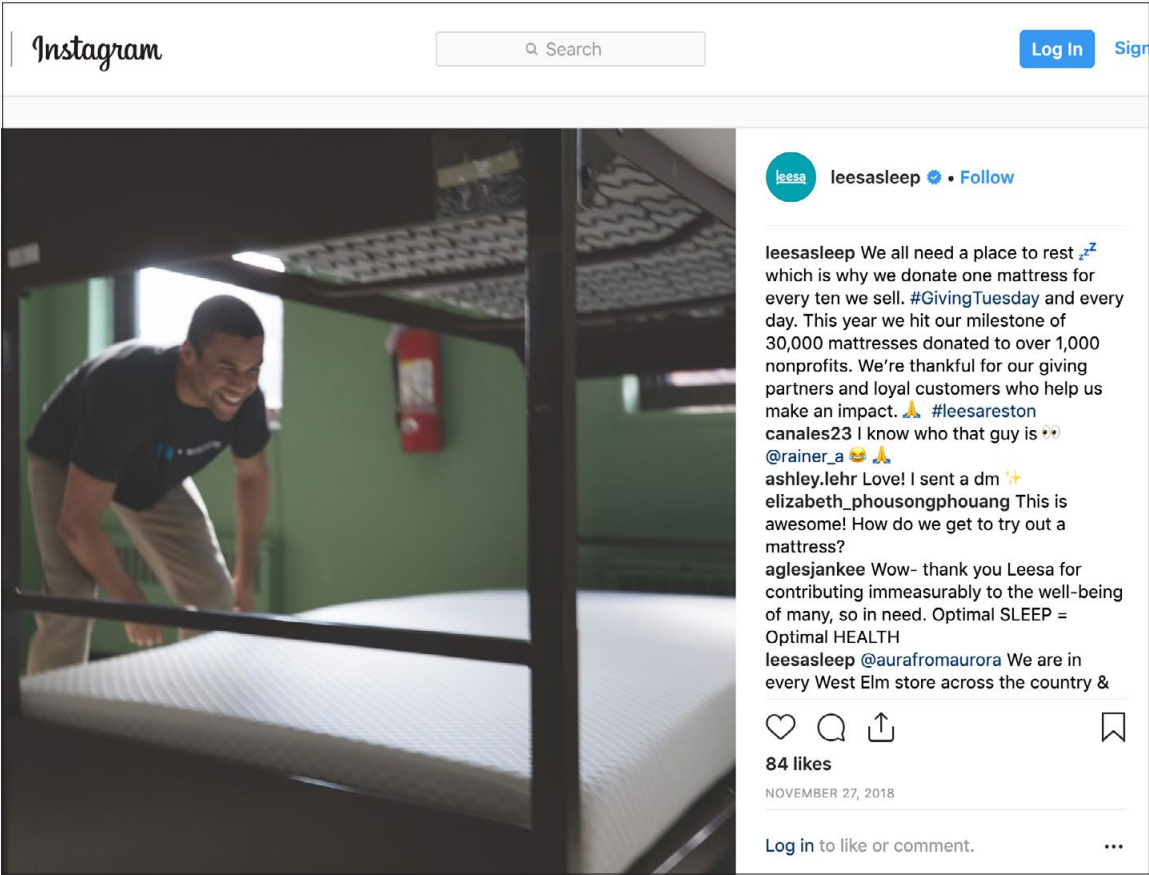 Instagram
Search
Log In
leesa
leesasleep • Follow
leesasleep We all need a place to rest 💤
which is why we donate one mattress for
every ten we sell. #GivingTuesday and every
day. This year we hit our milestone of
30,000 mattresses donated to over 1,000
nonprofits. We’re thankful for our giving
partners and loyal customers who help us
make an impact. 🙏 #leesareston
canales23 I know who that guy is 👀
@rainer_a 😂 🙏
ashley.lehr Love! I sent a dm ✨
elizabeth_phousongphouang This is
awesome! How do we get to try out a
mattress?
aglesjankee Wow- thank you Leesa for
contributing immeasurably to the well-being
of many, so in need. Optimal SLEEP =
Optimal HEALTH
leesasleep @aurafromaurora We are in
every West Elm store across the country &
84 likes
NOVEMBER 27, 2018
Log in to like or comment.